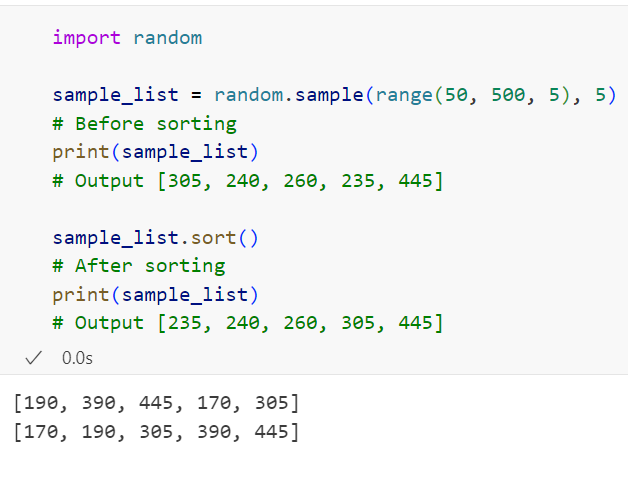 import random
sample_list = random.sample(range(50, 500, 5), 5)
# Before sorting
print(sample_list)
# Output [305, 240, 260, 235, 445]
sample_list.sort()
# After sorting
print(sample_list)
# Output [235, 240, 260, 305, 445]
0.0s
[190, 390, 445, 170, 305]
[170, 190, 305, 390, 445]